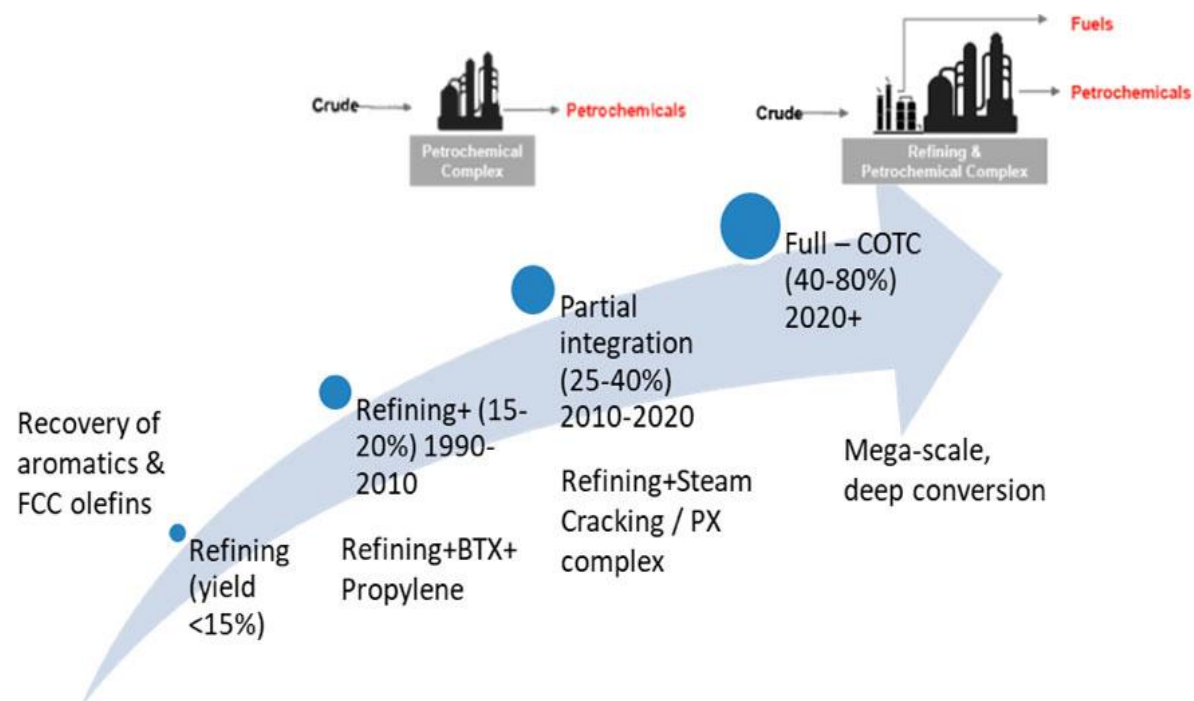 Crude
Petrochemicals
Petrochemical
Complex
Crude
Fuels
Petrochemicals
Refining &
Petrochemical Complex
Recovery of
aromatics &
FCC olefins
Refining
(yield
<15%)
Refining+ (15-
20%) 1990-
2010
Refining+BTX+
Propylene
Partial
integration
(25-40%)
2010-2020
Refining+Steam
Cracking / PX
complex
Full – COTC
(40-80%)
2020+
Mega-scale,
deep conversion